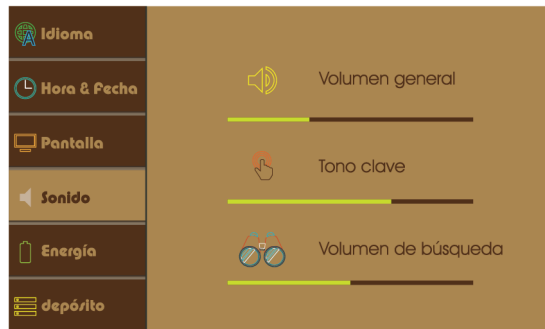 Idioma
Hora & Fecha
Pantalla
Sonido
Energía
depósito
Volumen general
Tono clave
Volumen de búsqueda